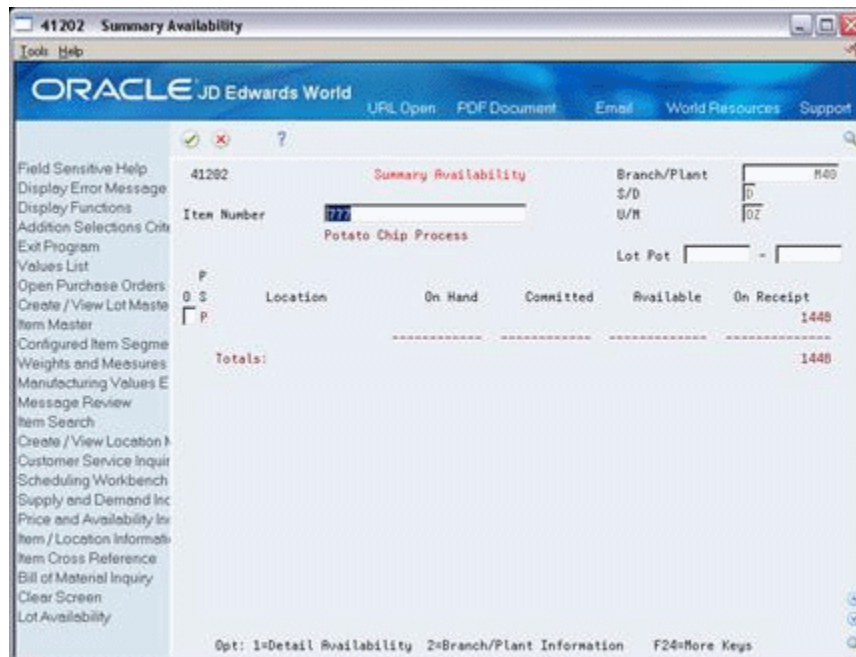 41202 Summary Availability
Tools Help
ORACLE JD Edwards World
URL Open PDF Document Email World Resources Support
?
Field Sensitive Help
Display Error Message
Display Functions
Addition Selections Crite
Exit Program
Values List
Open Purchase Orders
Create / View Lot Maste
Item Master
Configured Item Segme
Weights and Measures
Manufacturing Values E
Message Review
Item Search
Create / View Location M
Customer Service Inquir
Scheduling Workbench
Supply and Demand Inc
Price and Availability Inc
Item / Location Informati
Item Cross Reference
Bill of Material Inquiry
Clear Screen
Lot Availability
41202 Summary Availability Branch/Plant M40
S/D D
Item Number 777 U/M OZ
Potato Chip Process
Lot Pot -
P
O S Location On Hand Committed Available On Receipt
P 1440
Totals: 1440
Opt: 1=Detail Availability 2=Branch/Plant Information F24=More Keys